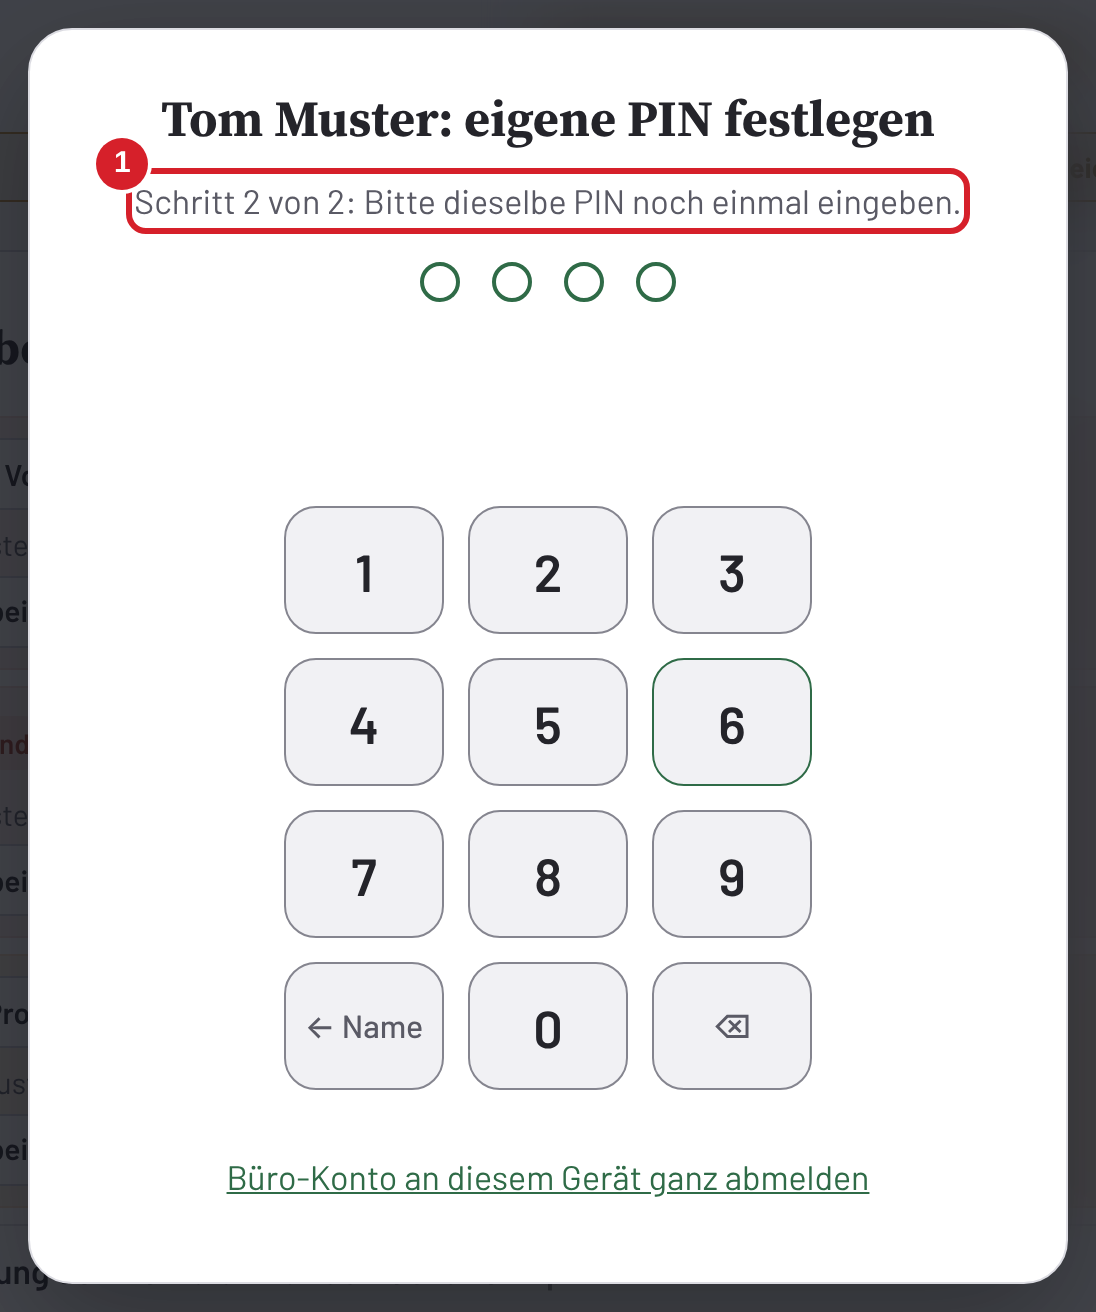 Tom Muster: eigene PIN festlegen
1
Schritt 2 von 2: Bitte dieselbe PIN noch einmal eingeben.
1 2 3
4 5 6
7 8 9
← Name 0
Büro-Konto an diesem Gerät ganz abmelden